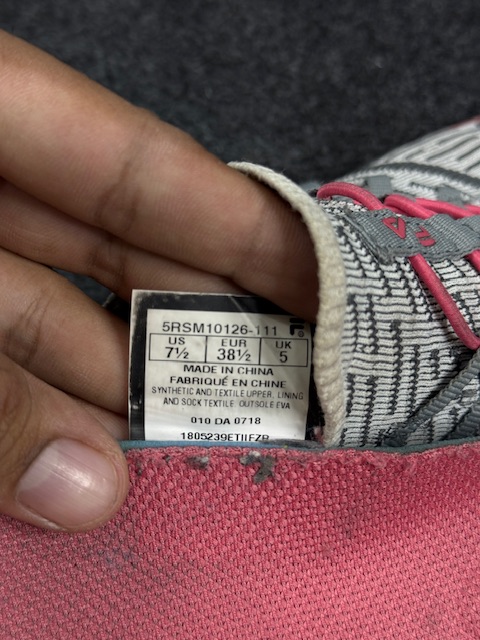 5RSM10126-111
US EUR UK
7½ 38½ 5
MADE IN CHINA
FABRIQUÉ EN CHINE
SYNTHETIC AND TEXTILE UPPER, LINING
AND SOCK TEXTILE OUTSOLE EVA
010 DA 0718